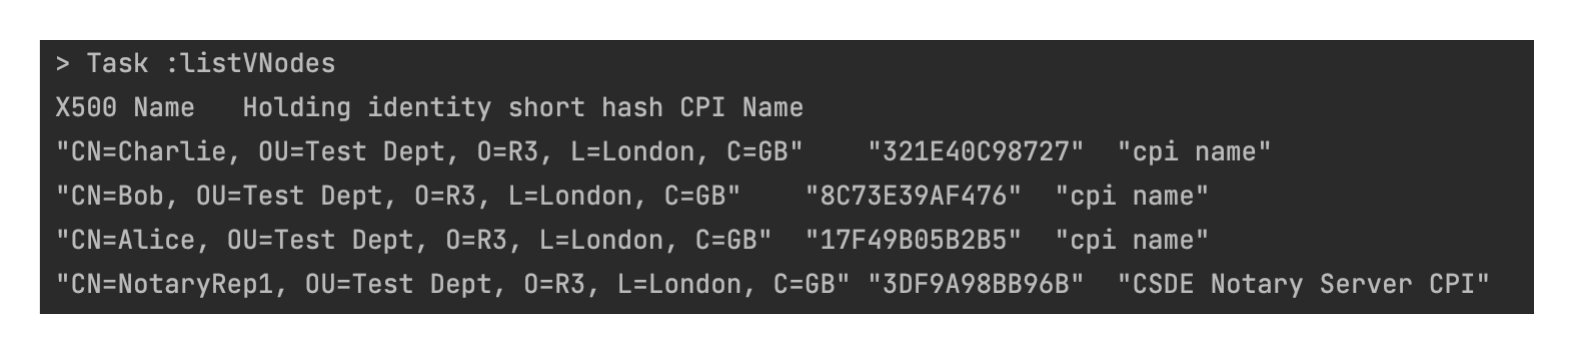 > Task :listVNodes
X500 Name   Holding identity short hash CPI Name
"CN=Charlie, OU=Test Dept, O=R3, L=London, C=GB"    "321E40C98727"  "cpi name"
"CN=Bob, OU=Test Dept, O=R3, L=London, C=GB"    "8C73E39AF476"  "cpi name"
"CN=Alice, OU=Test Dept, O=R3, L=London, C=GB"  "17F49B05B2B5"  "cpi name"
"CN=NotaryRep1, OU=Test Dept, O=R3, L=London, C=GB" "3DF9A98BB96B"  "CSDE Notary Server CPI"